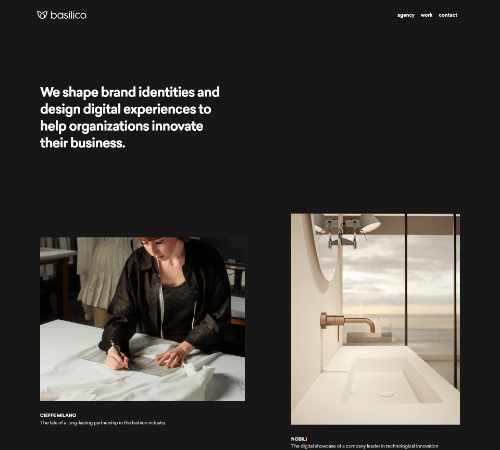 basilico
agency work contact
We shape brand identities and
design digital experiences to
help organizations innovate
their business.
CIEFFE MILANO
The tale of a long-lasting partnership in the fashion industry.
NOBILI
The digital showcase of a company leader in technological innovation